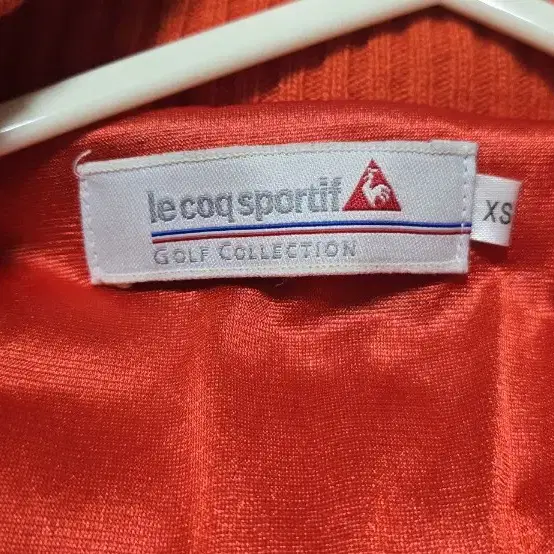 le coq sportif
GOLF COLLECTION
XS